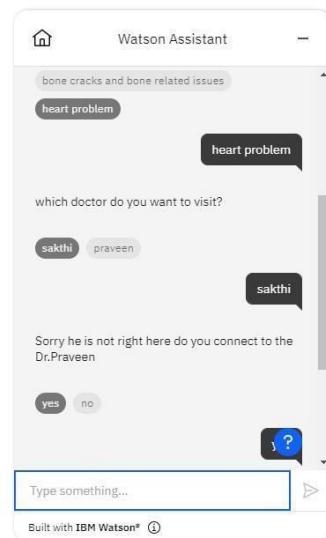 Watson Assistant
bone cracks and bone related issues
heart problem
heart problem
which doctor do you want to visit?
sakthi praveen
sakthi
Sorry he is not right here do you connect to the
Dr.Praveen
yes no
?
Type something...
Built with IBM Watson®